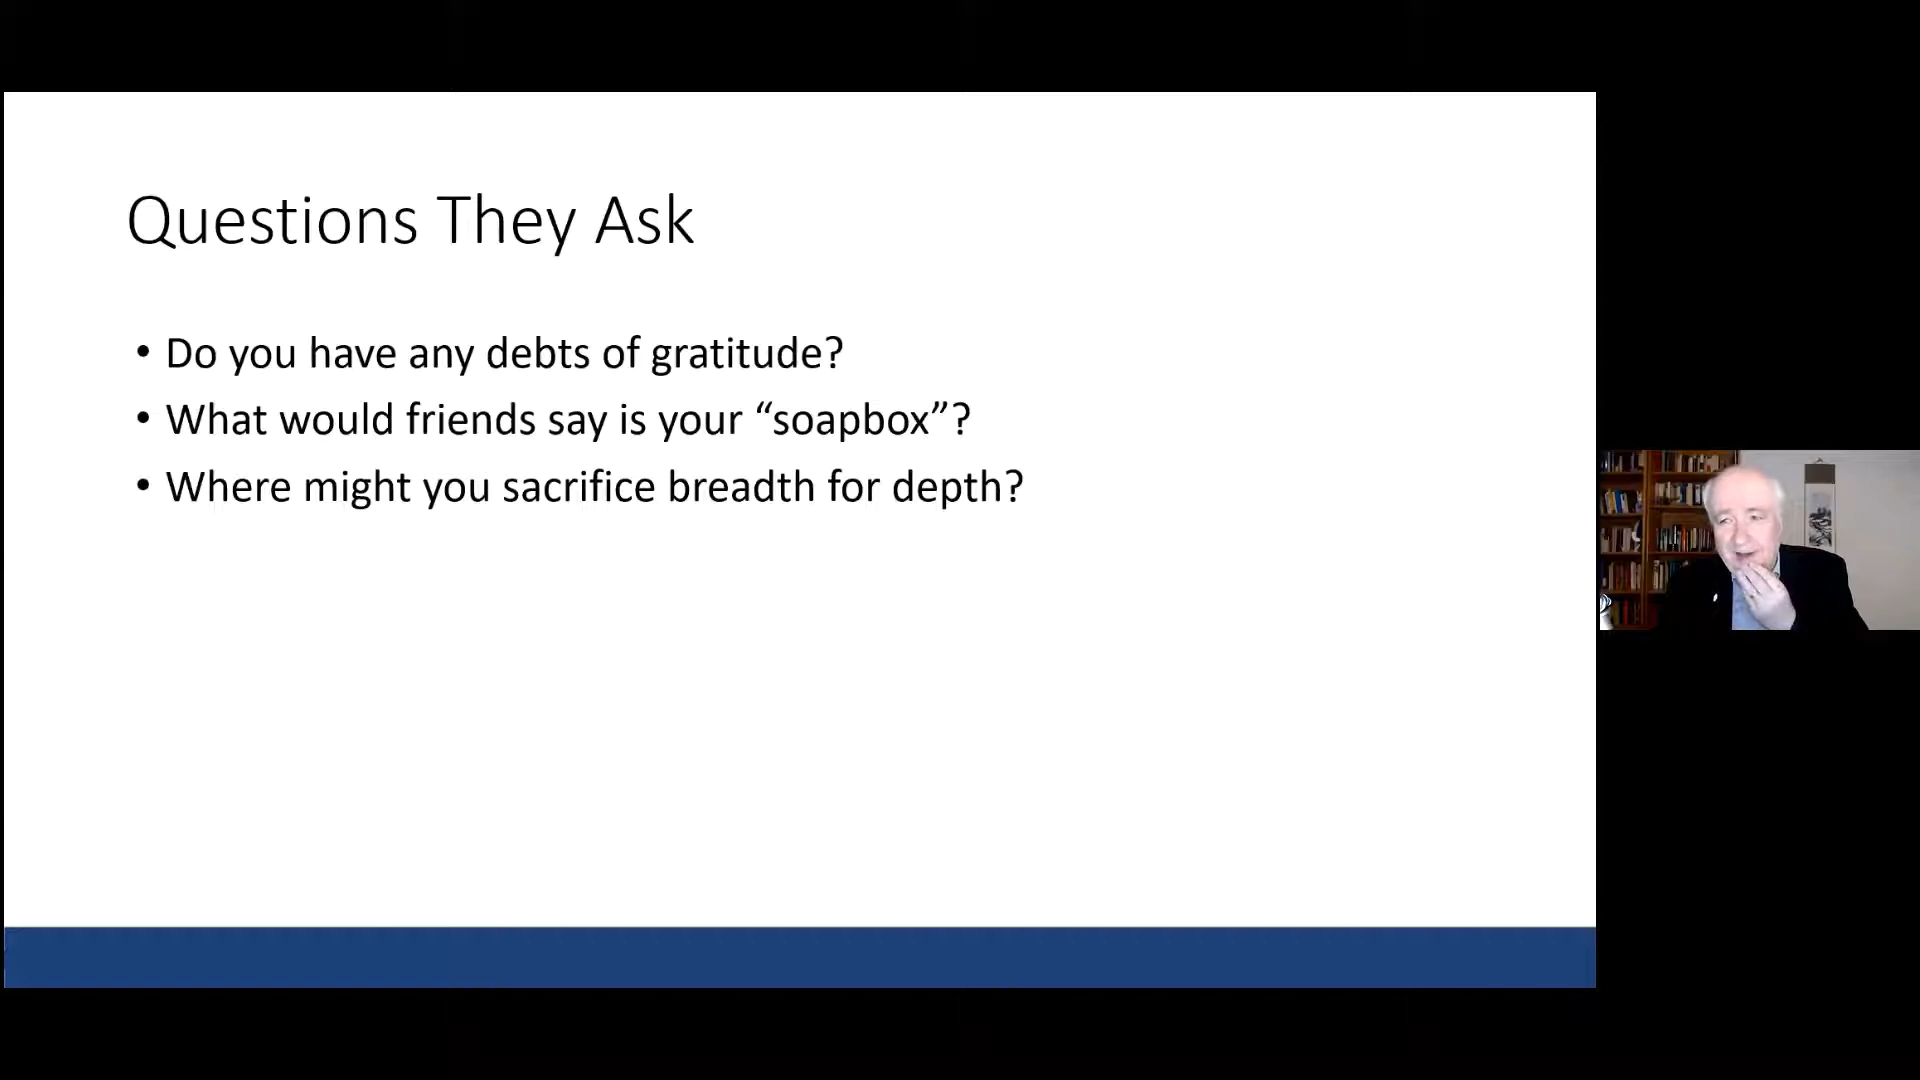 Questions They Ask
• Do you have any debts of gratitude?
• What would friends say is your “soapbox”?
• Where might you sacrifice breadth for depth?